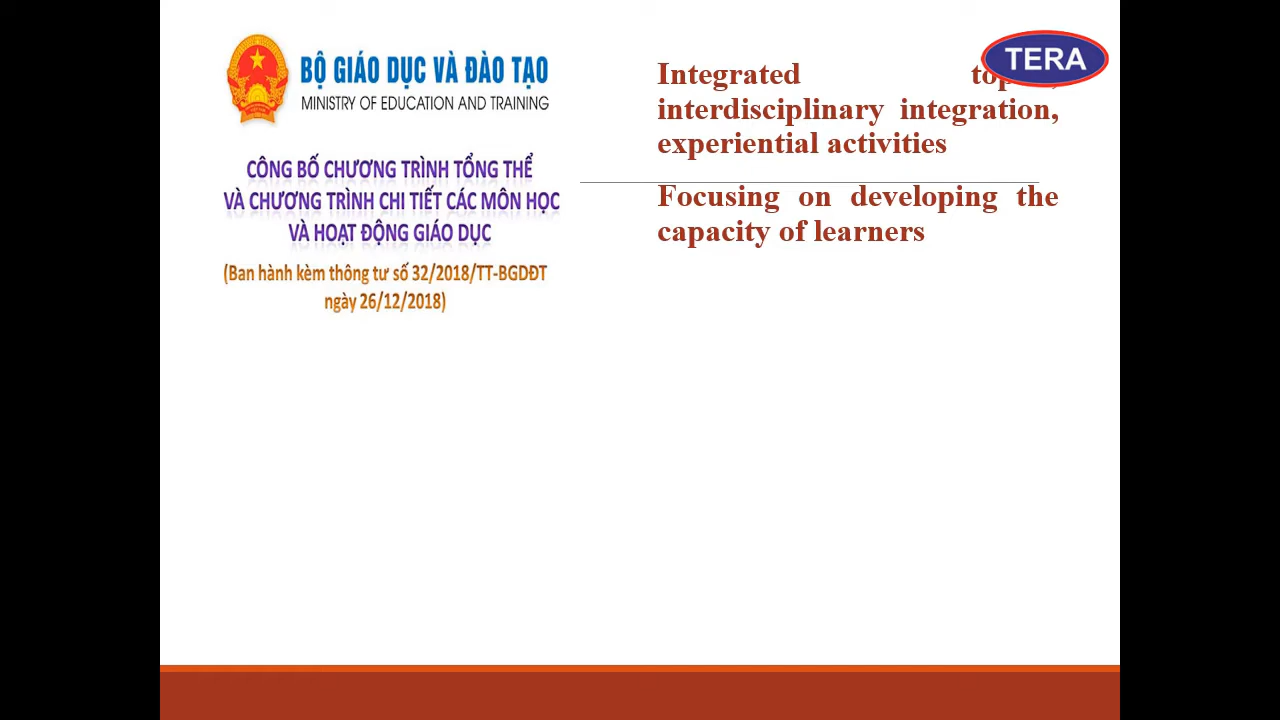 BỘ GIÁO DỤC VÀ ĐÀO TẠO
MINISTRY OF EDUCATION AND TRAINING
CÔNG BỐ CHƯƠNG TRÌNH TỔNG THỂ
VÀ CHƯƠNG TRÌNH CHI TIẾT CÁC MÔN HỌC
VÀ HOẠT ĐỘNG GIÁO DỤC
(Ban hành kèm thông tư số 32/2018/TT-BGDĐT
ngày 26/12/2018)
TERA
Integrated
interdisciplinary integration,
experiential activities
Focusing on developing the
capacity of learners